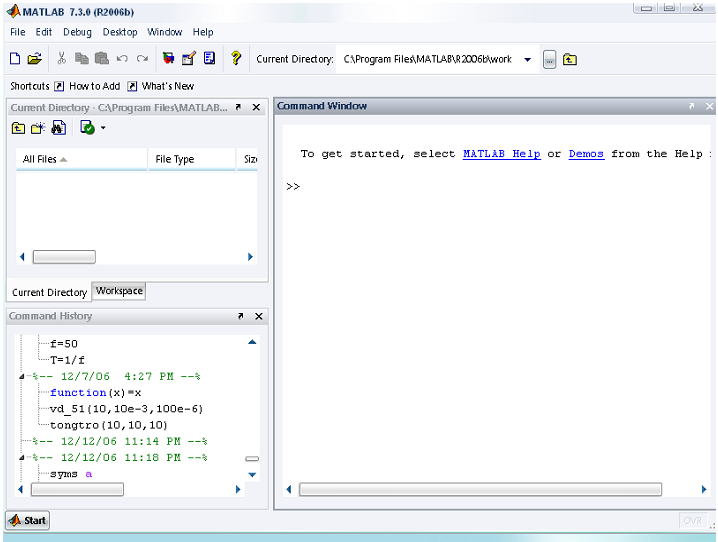 MATLAB 7.3.0 (R2006b)
File Edit Debug Desktop Window Help
Current Directory: C:\Program Files\MATLAB\R2006b\work
Shortcuts How to Add What's New
Current Directory - C:\Program Files\MATLAB...
All Files File Type Siz
Current Directory Workspace
Command History
f=50
T=1/f
%-- 12/7/06 4:27 PM --%
function(x)=x
vd_51(10,10e-3,100e-6)
tongtro(10,10,10)
%-- 12/12/06 11:14 PM --%
%-- 12/12/06 11:18 PM --%
syms a
Command Window
To get started, select MATLAB Help or Demos from the Help
>>
Start
OVR